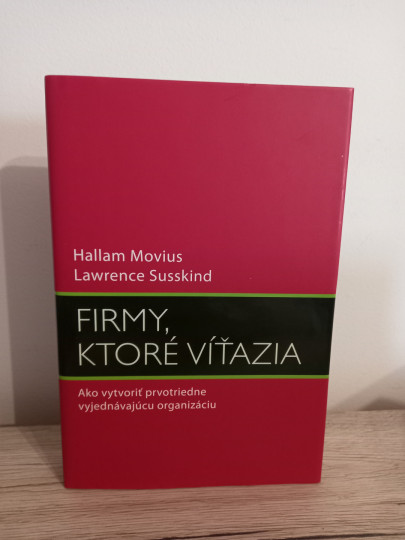 Hallam Movius
Lawrence Susskind
FIRMY,
KTORÉ VÍŤAZIA
Ako vytvoriť prvotriedne
vyjednávajúcu organizáciu